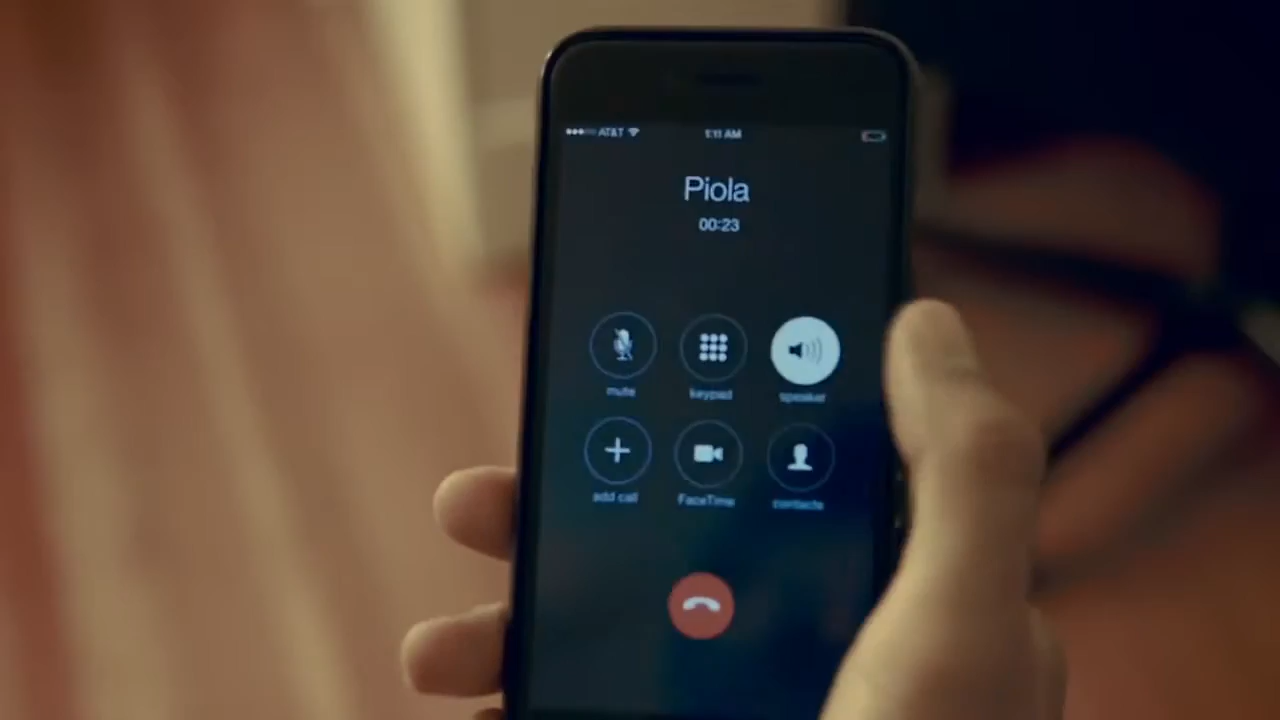 AT&T 1:11 AM
Piola
00:23
mute keypad speaker
add call FaceTime contacts